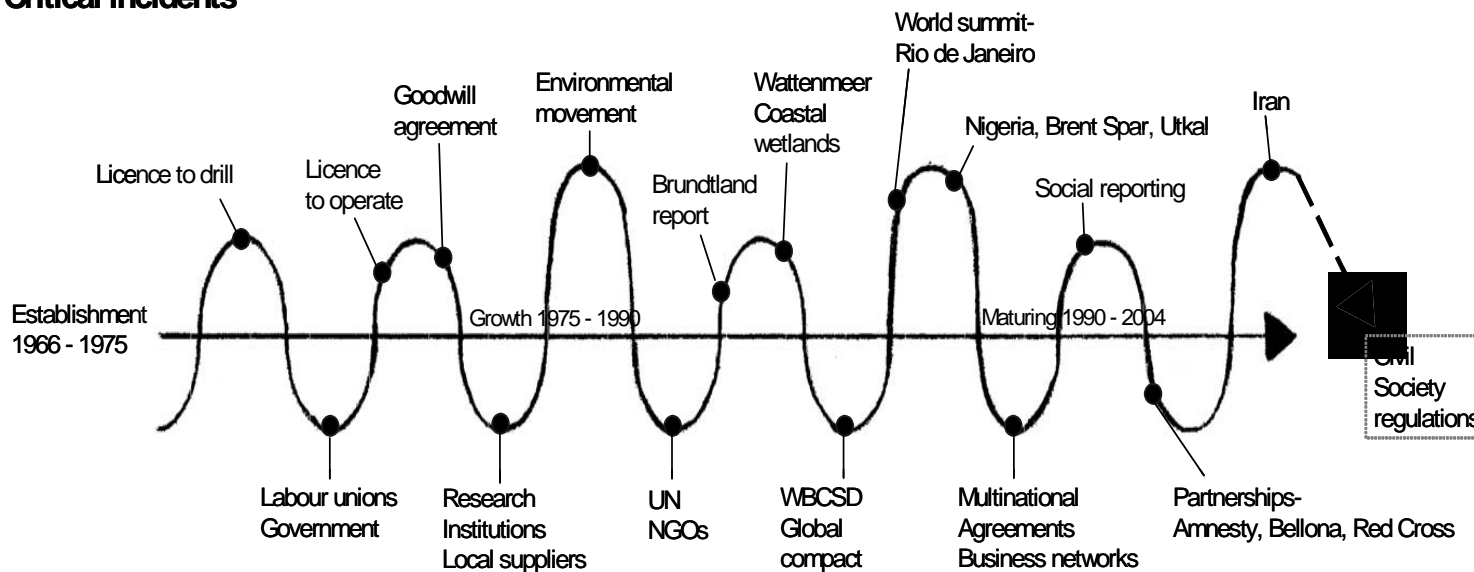 Critical incidents
World summit-
Rio de Janeiro
Environmental
movement
Wattenmeer
Coastal
wetlands
Goodwill
agreement
Iran
Nigeria, Brent Spar, Utkal
Licence to drill
Licence
to operate
Brundtland
report
Social reporting
Establishment
1966 - 1975
Growth 1975 - 1990
Maturing 1990 - 2004
Civil
Society
regulations
Labour unions
Government
Research
Institutions
Local suppliers
UN
NGOs
WBCSD
Global
compact
Multinational
Agreements
Business networks
Partnerships-
Amnesty, Bellona, Red Cross